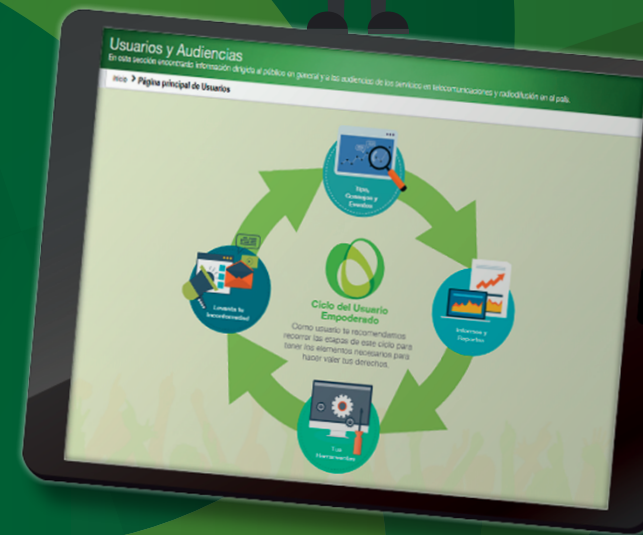 Usuarios y Audiencias
En esta sección encontrarás información dirigida al público en general y a las audiencias de los servicios en telecomunicaciones y radiodifusión en el país.
Inicio > Página principal de Usuarios
Tips,
Consejos y
Eventos
Levanta tu
Inconformidad
Ciclo del Usuario
Empoderado
Como usuario te recomendamos
recorrer las etapas de este ciclo para
tener los elementos necesarios para
hacer valer tus derechos.
Informes y
Reportes
Tus
Herramientas